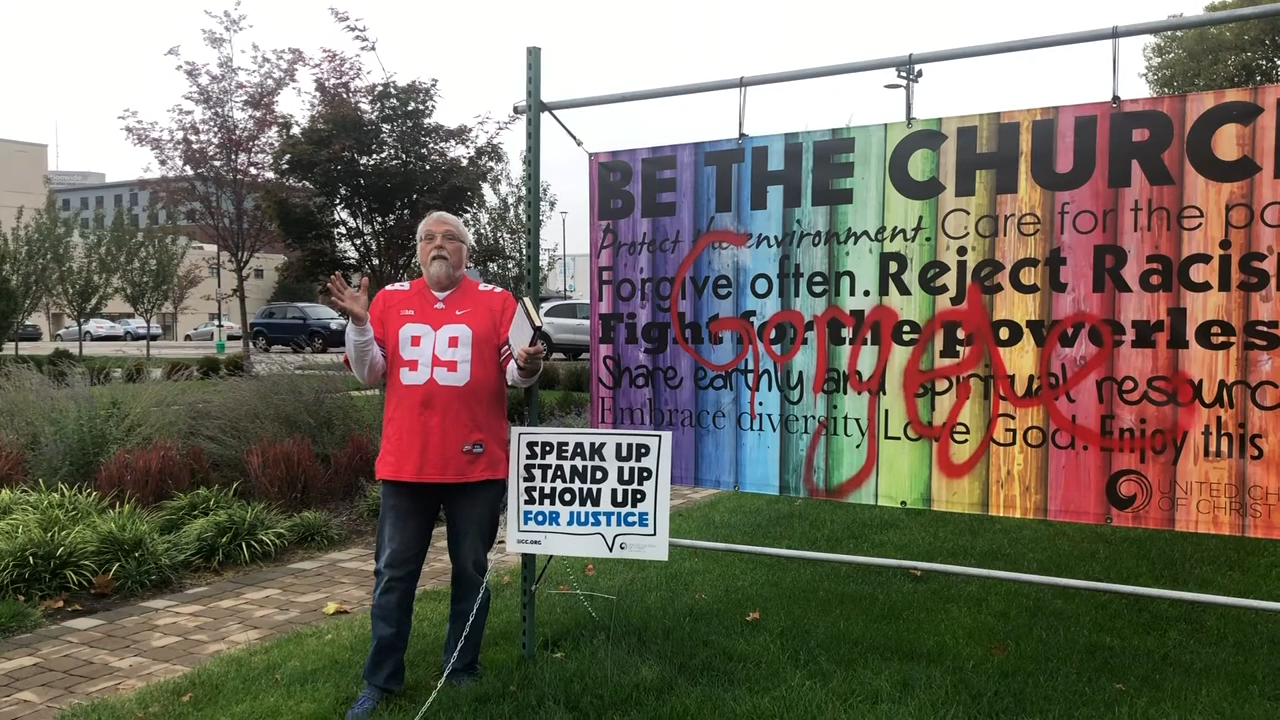 BE THE CHURC
Protect the environment. Care for the po
Forgive often. Reject Racis
Fight for the powerles
Share earthly and spiritual resourc
Embrace diversity Love God. Enjoy this
UNITED CH
OF CHRIST
99
SPEAK UP
STAND UP
SHOW UP
FOR JUSTICE
UCC.ORG